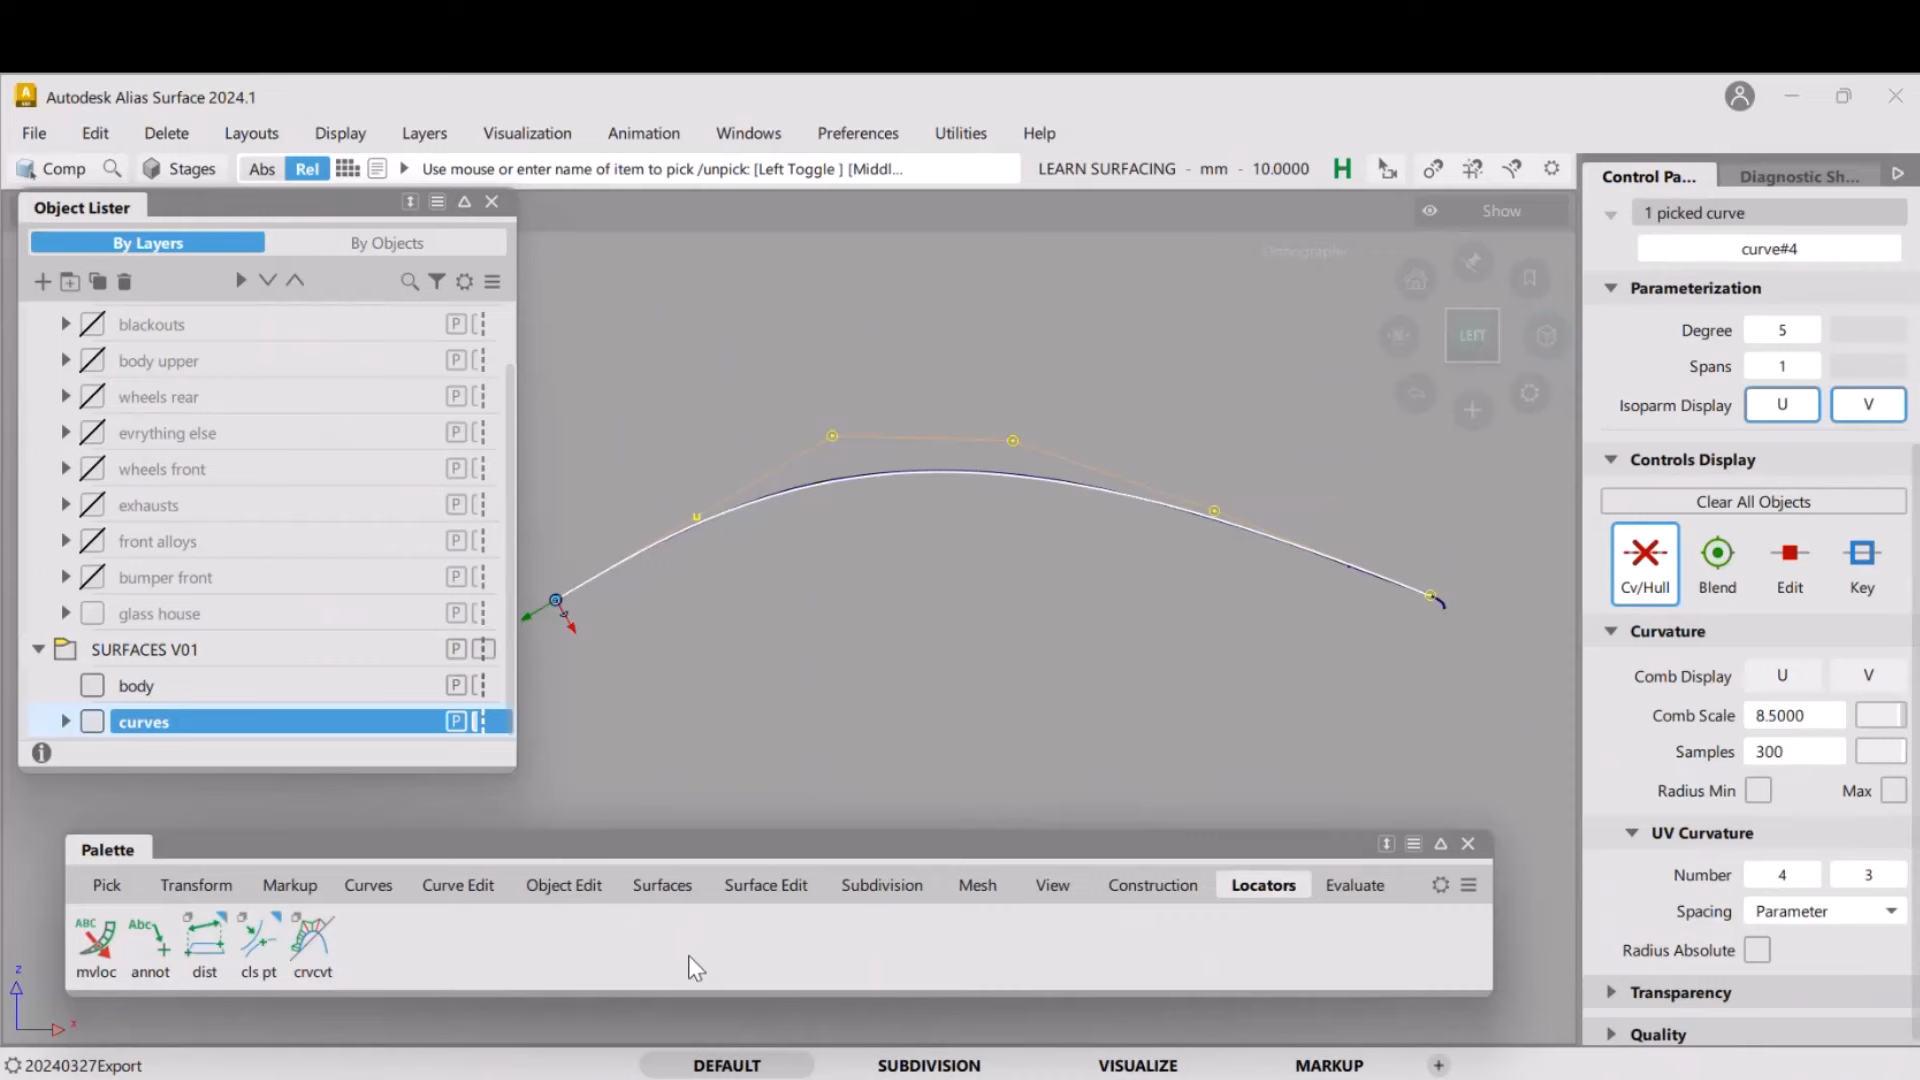 Autodesk Alias Surface 2024.1
File Edit Delete Layouts Display Layers Visualization Animation Windows Preferences Utilities Help
Comp Stages Abs Rel Use mouse or enter name of item to pick /unpick: [Left Toggle ] [Middl... LEARN SURFACING - mm - 10.0000 H
Object Lister
By Layers By Objects
blackouts P
body upper P
wheels rear P
evrything else P
wheels front P
exhausts P
front alloys P
bumper front P
glass house P
SURFACES V01 P
body P
curves P
Show
Orthographic
LEFT
u
Palette
Pick Transform Markup Curves Curve Edit Object Edit Surfaces Surface Edit Subdivision Mesh View Construction Locators Evaluate
ABC Abc
mvloc annot dist cls pt crvcvt
z
x
Control Pa... Diagnostic Sh...
1 picked curve
curve#4
Parameterization
Degree 5
Spans 1
Isoparm Display U V
Controls Display
Clear All Objects
Cv/Hull Blend Edit Key
Curvature
Comb Display U V
Comb Scale 8.5000
Samples 300
Radius Min Max
UV Curvature
Number 4 3
Spacing Parameter
Radius Absolute
Transparency
Quality
20240327Export DEFAULT SUBDIVISION VISUALIZE MARKUP